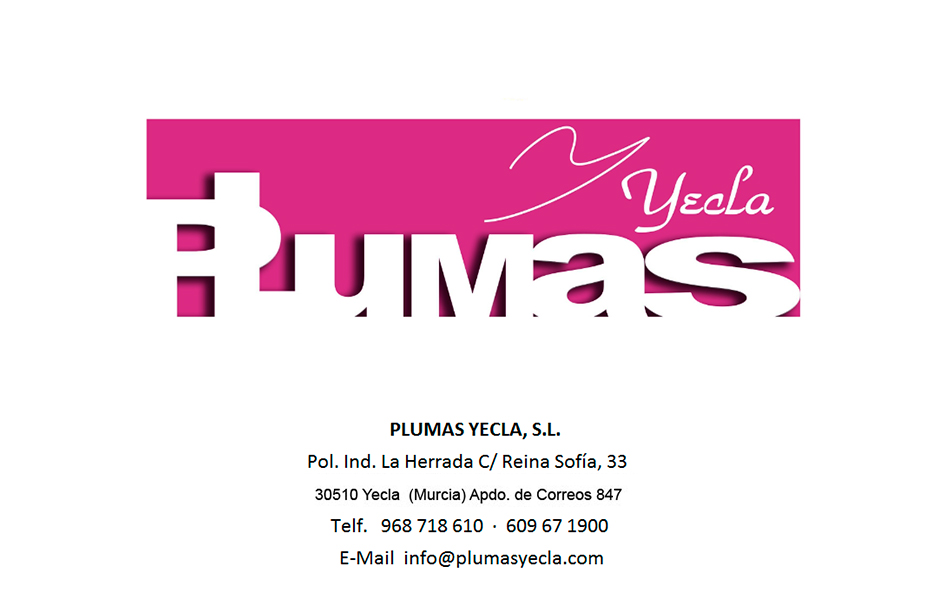 Yecla
Plumas
PLUMAS YECLA, S.L.
Pol. Ind. La Herrada C/ Reina Sofía, 33
30510 Yecla (Murcia) Apdo. de Correos 847
Telf. 968 718 610 · 609 67 1900
E-Mail info@plumasyecla.com